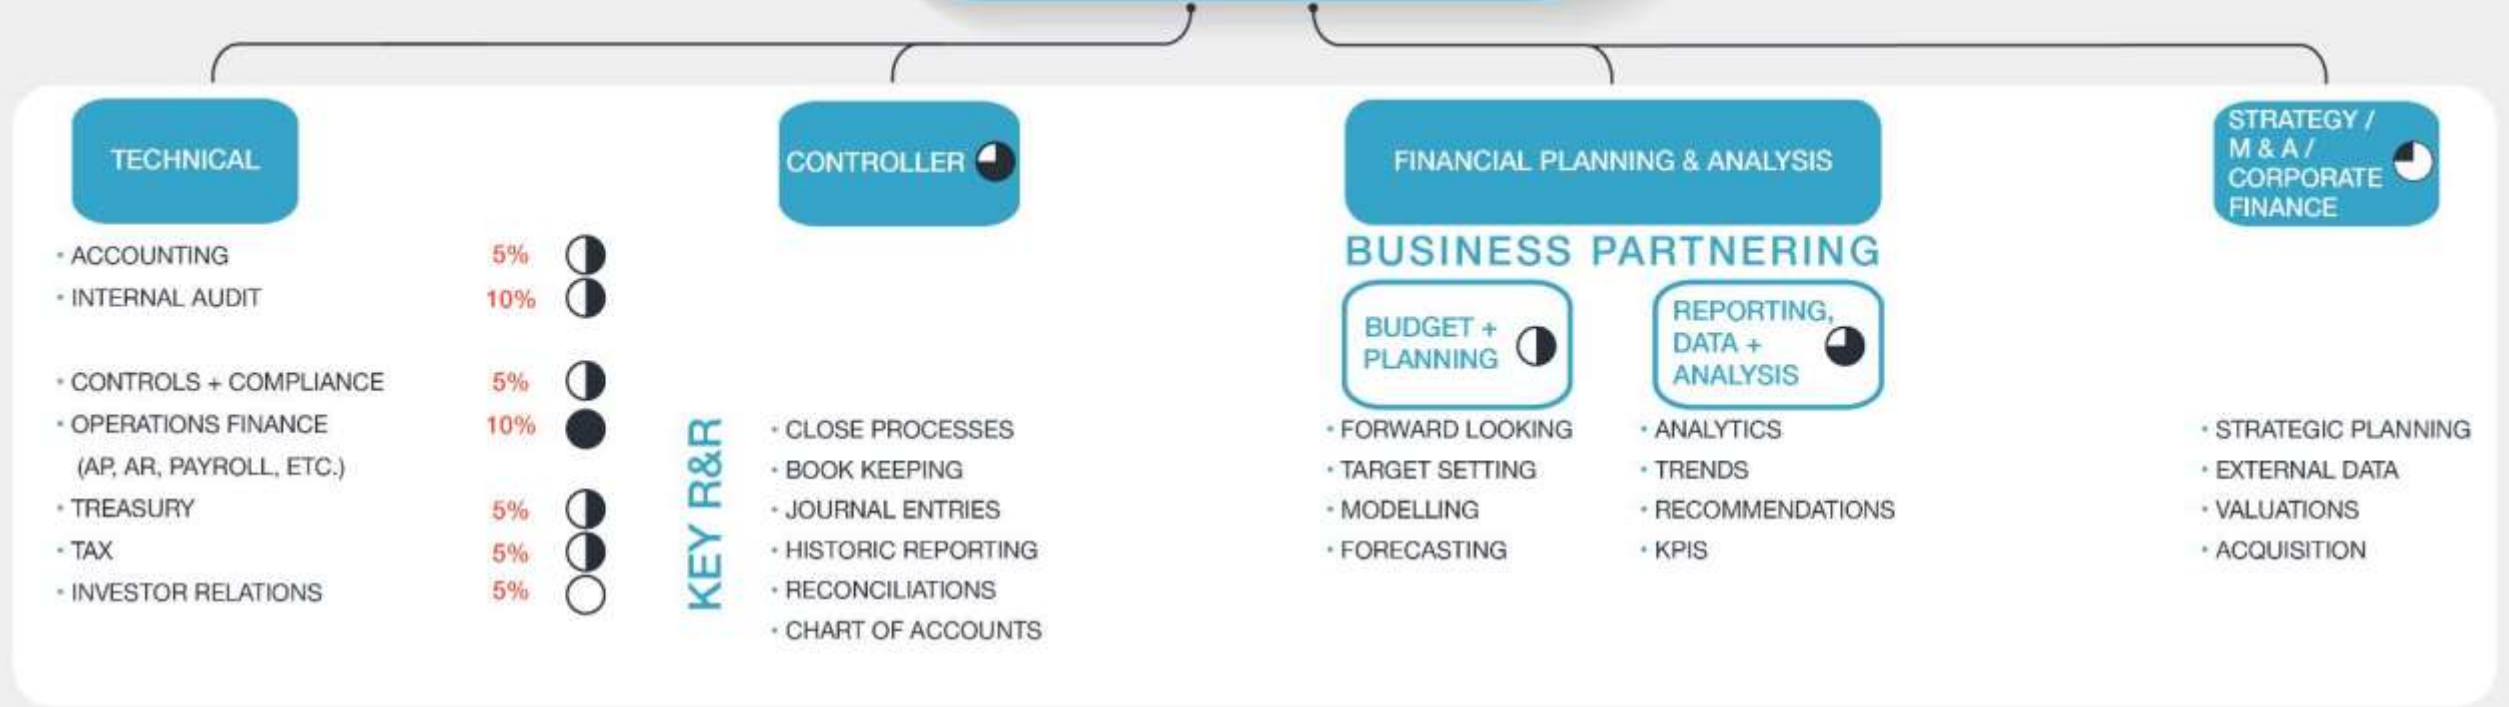 TECHNICAL
· ACCOUNTING 5%
· INTERNAL AUDIT 10%
· CONTROLS + COMPLIANCE 5%
· OPERATIONS FINANCE 10%
(AP, AR, PAYROLL, ETC.)
· TREASURY 5%
· TAX 5%
· INVESTOR RELATIONS 5%
KEY R&R
CONTROLLER
· CLOSE PROCESSES
· BOOK KEEPING
· JOURNAL ENTRIES
· HISTORIC REPORTING
· RECONCILIATIONS
· CHART OF ACCOUNTS
FINANCIAL PLANNING & ANALYSIS
BUSINESS PARTNERING
BUDGET +
PLANNING
· FORWARD LOOKING
· TARGET SETTING
· MODELLING
· FORECASTING
REPORTING,
DATA +
ANALYSIS
· ANALYTICS
· TRENDS
· RECOMMENDATIONS
· KPIS
STRATEGY /
M & A /
CORPORATE
FINANCE
· STRATEGIC PLANNING
· EXTERNAL DATA
· VALUATIONS
· ACQUISITION